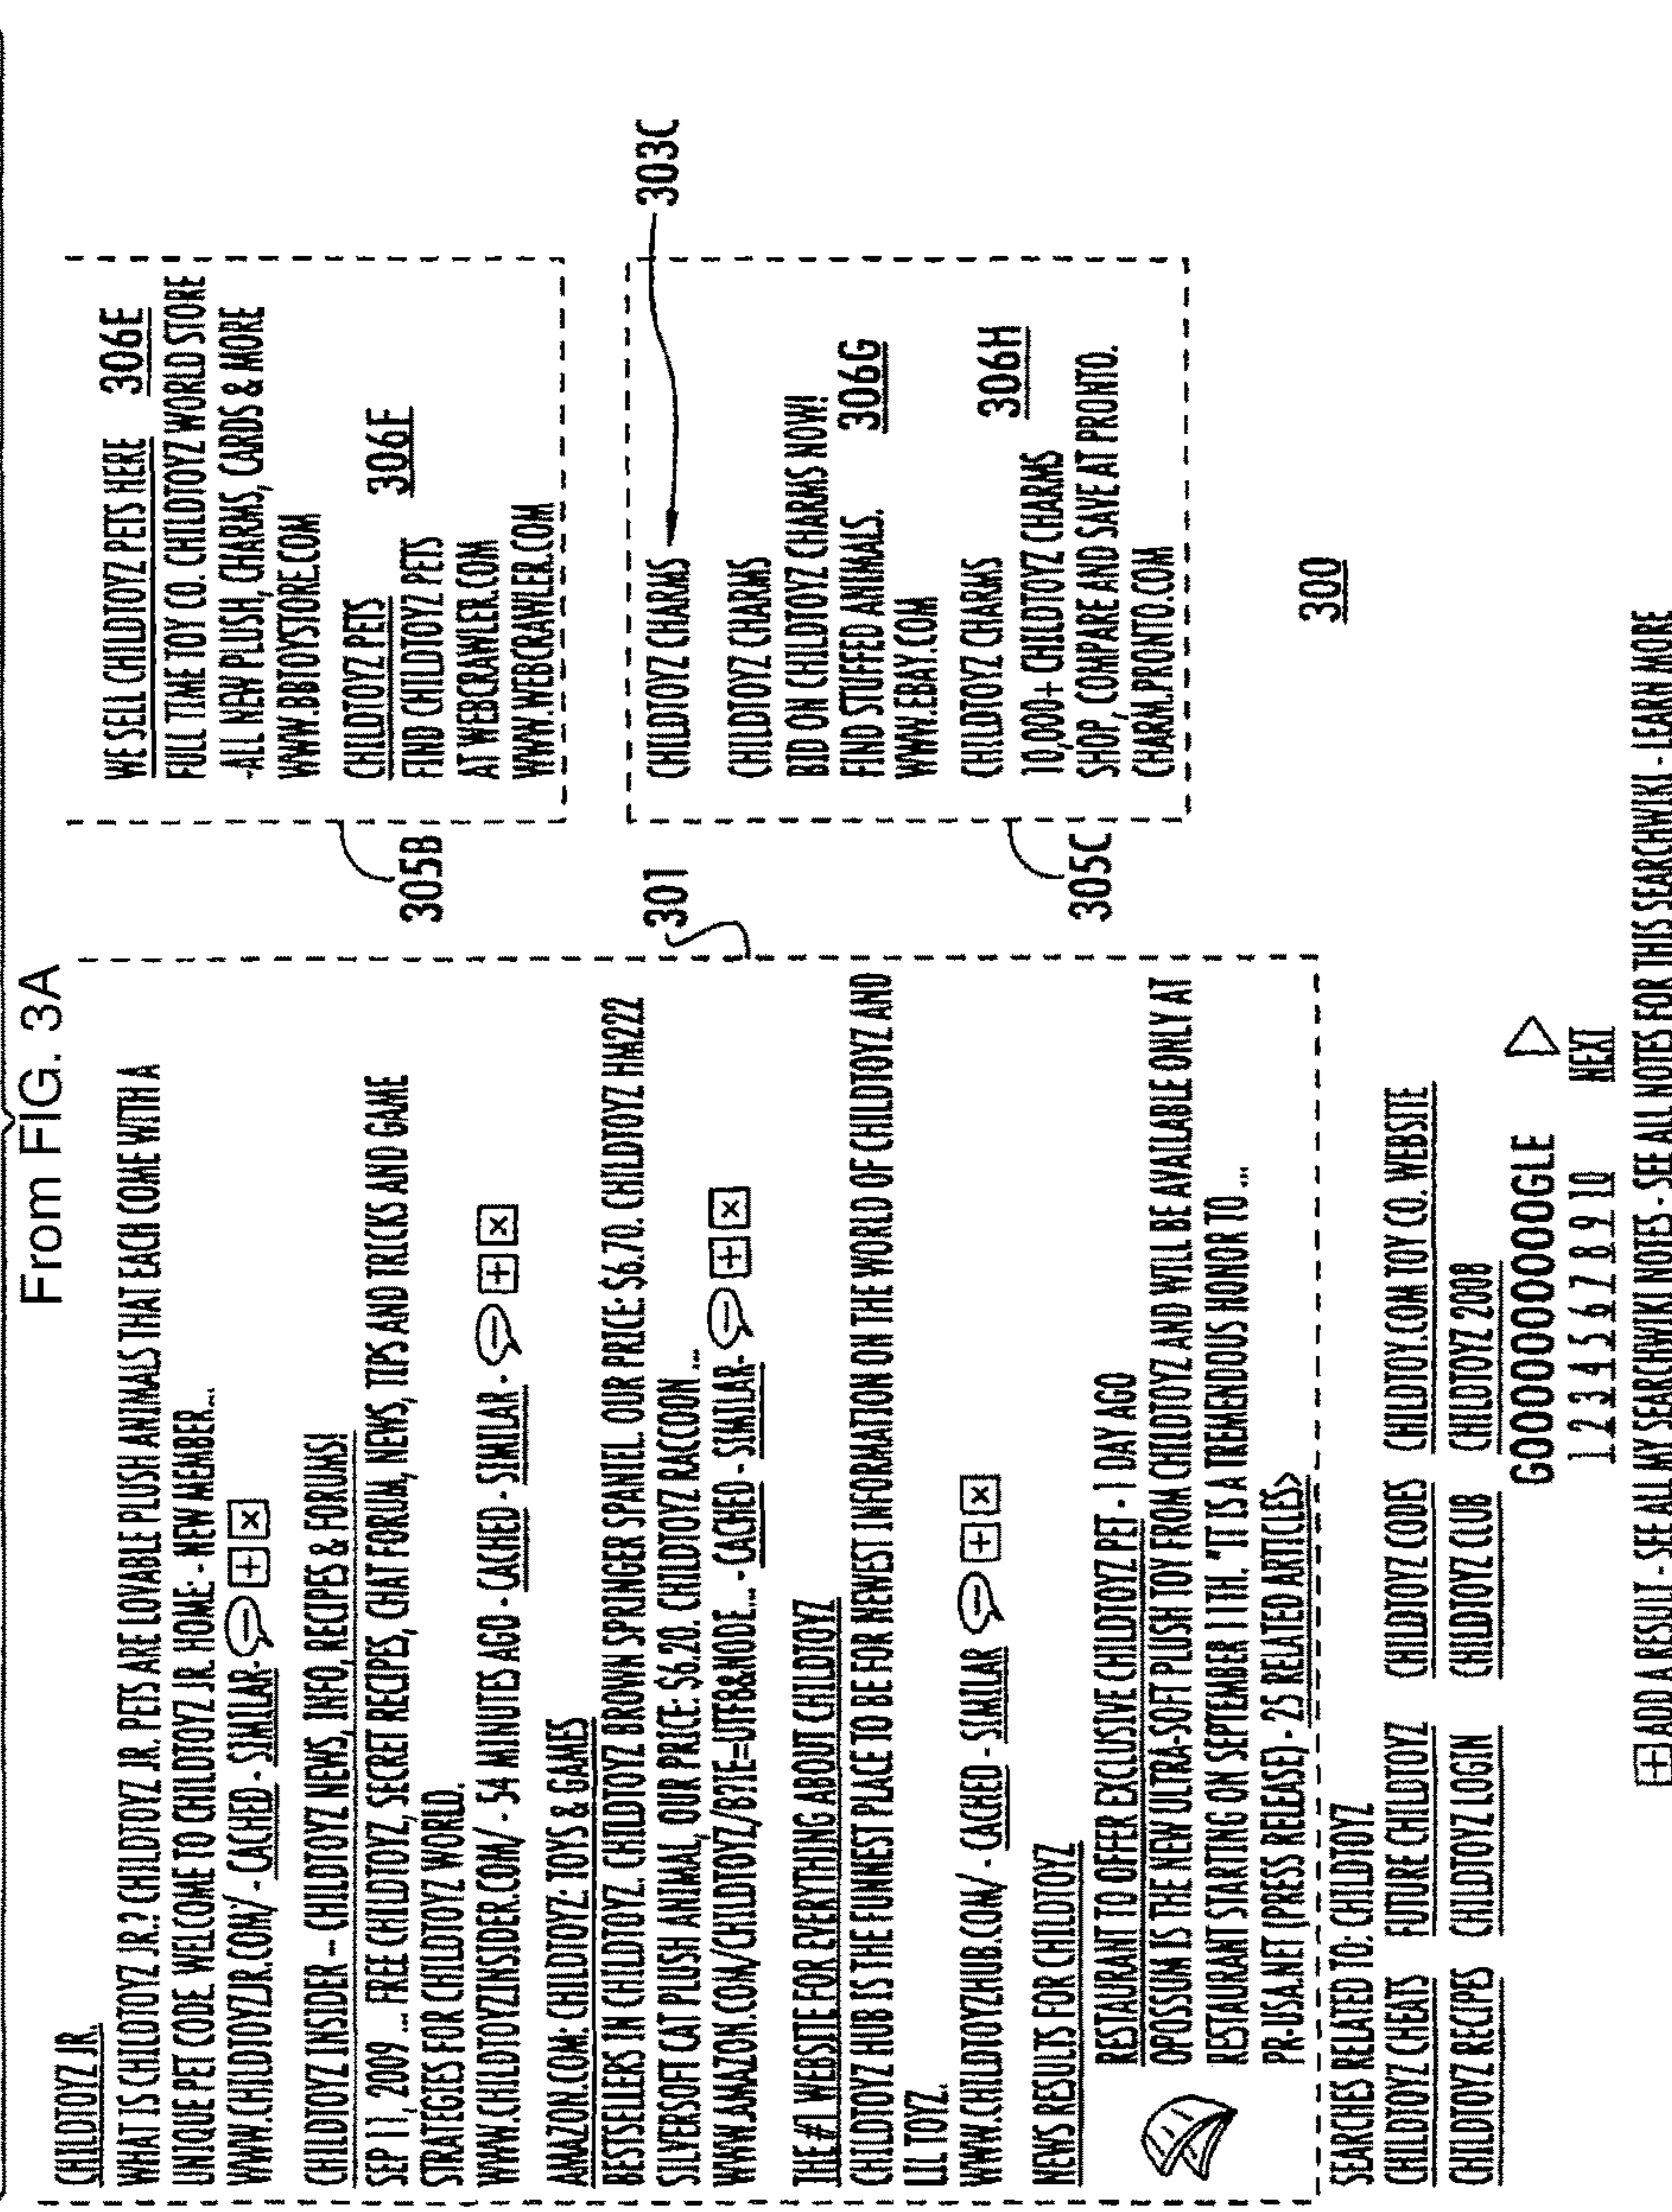 From FIG. 3A
CHILDTOYZ JR.
WHAT IS CHILDTOYZ JR.? CHILDTOYZ JR. PETS ARE LOVABLE PLUSH ANIMALS THAT EACH COME WITH A
UNIQUE PET CODE. WELCOME TO CHILDTOYZ JR. HOME: - NEW MEMBER...
WWW.CHILDTOYZJR.COM/ - CACHED - SIMILAR-
CHILDTOYZ INSIDER -- CHILDTOYZ NEWS, INFO, RECIPES & FORUMS!
SEP 11, 2009 ... FREE CHILDTOYZ, SECRET RECIPES, CHAT FORUM, NEWS, TIPS AND TRICKS AND GAME
STRATEGIES FOR CHILDTOYZ WORLD.
WWW.CHILDTOYZINSIDER.COM/ - 54 MINUTES AGO - CACHED - SIMILAR -
AMAZON.COM: CHILDTOYZ: TOYS & GAMES
BESTSELLERS IN CHILDTOYZ. CHILDTOYZ BROWN SPRINGER SPANIEL. OUR PRICE: $6.70. CHILDTOYZ HM222
SILVERSOFT CAT PLUSH ANIMAL, OUR PRICE: $6.20. CHILDTOYZ RACCOON...
WWW.AMAZON.COM/CHILDTOYZ/B?IE=UTF8&NODE... - CACHED - SIMILAR-
THE #1 WEBSITE FOR EVERYTHING ABOUT CHILDTOYZ
CHILDTOYZ HUB IS THE FUNNEST PLACE TO BE FOR NEWEST INFORMATION ON THE WORLD OF CHILDTOYZ AND
LIL TOYZ.
WWW.CHILDTOYZHUB.COM/ - CACHED - SIMILAR
NEWS RESULTS FOR CHILDTOYZ
RESTAURANT TO OFFER EXCLUSIVE CHILDTOYZ PET - 1 DAY AGO
OPOSSUM IS THE NEW ULTRA-SOFT PLUSH TOY FROM CHILDTOYZ AND WILL BE AVAILABLE ONLY AT
RESTAURANT STARTING ON SEPTEMBER 11TH. "IT IS A TREMENDOUS HONOR TO ...
PR-USA.NET (PRESS RELEASE) - 25 RELATED ARTICLES>
301
WE SELL CHILDTOYZ PETS HERE 306E
FULL TIME TOY CO. CHILDTOYZ WORLD STORE
-ALL NEW PLUSH, CHARMS, CARDS & MORE
WWW.BBTOYSTORE.COM
CHILDTOYZ PETS 306F
FIND CHILDTOYZ PETS
AT WEBCRAWLER.COM
WWW.WEBCRAWLER.COM
305B
303C
CHILDTOYZ CHARMS
CHILDTOYZ CHARMS
BID ON CHILDTOYZ CHARMS NOW!
FIND STUFFED ANIMALS. 306G
WWW.EBAY.COM
CHILDTOYZ CHARMS 306H
10,000+ CHILDTOYZ CHARMS
SHOP, COMPARE AND SAVE AT PRONTO.
CHARM.PRONTO.COM
305C
300
SEARCHES RELATED TO: CHILDTOYZ
CHILDTOYZ CHEATS FUTURE CHILDTOYZ CHILDTOYZ CODES CHILDTOY.COM TOY CO. WEBSITE
CHILDTOYZ RECIPES CHILDTOYZ LOGIN CHILDTOYZ CLUB CHILDTOYZ 2008
GOOOOOOOOOOGLE
1 2 3 4 5 6 7 8 9 10 NEXT
ADD A RESULT - SEE ALL MY SEARCHWIKI NOTES - SEE ALL NOTES FOR THIS SEARCHWIKI - LEARN MORE